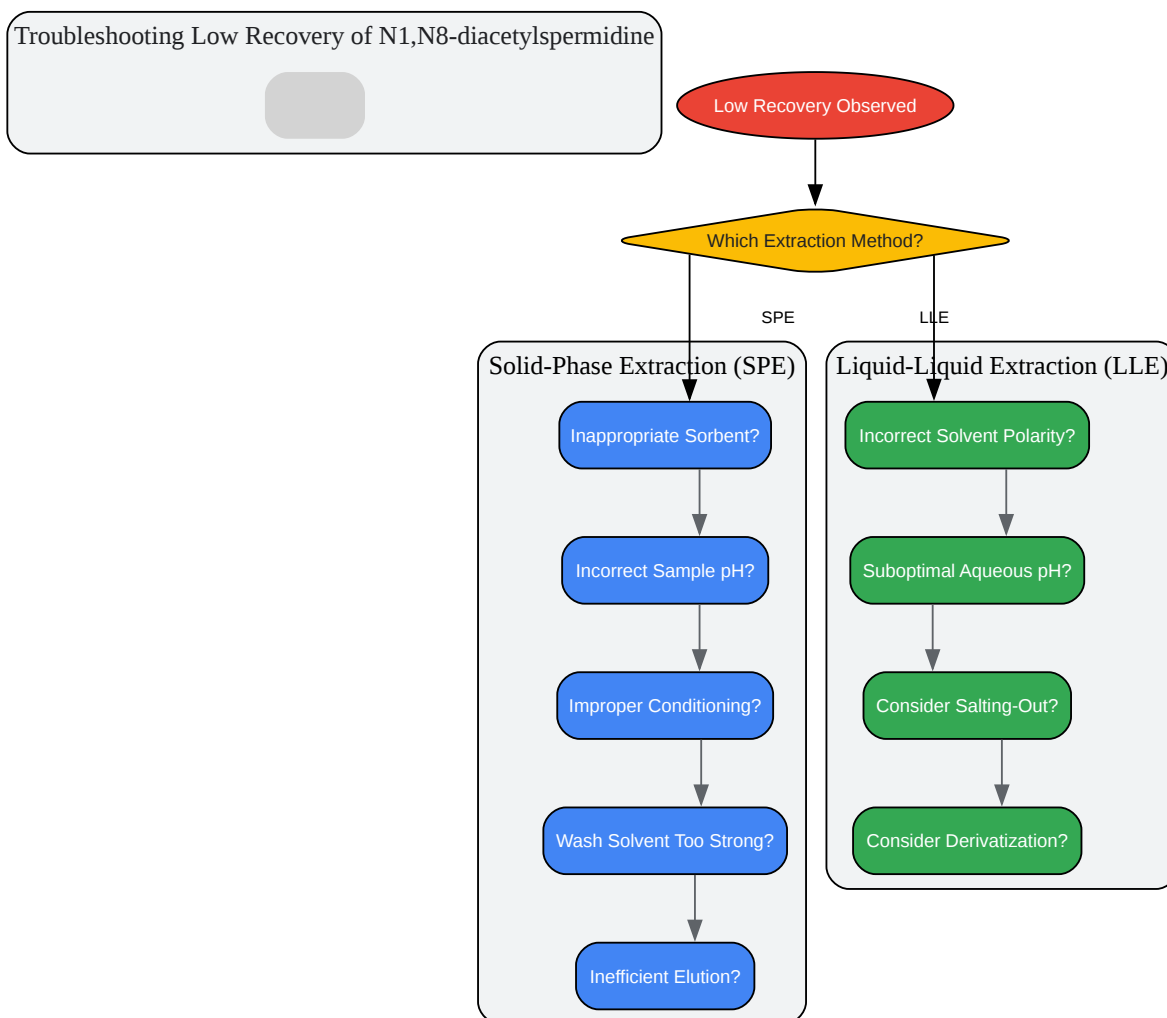 Troubleshooting Low Recovery of N1,N8-diacetylspermidine
Low Recovery Observed
Which Extraction Method?
SPE
LLE
Solid-Phase Extraction (SPE)
Inappropriate Sorbent?
Incorrect Sample pH?
Improper Conditioning?
Wash Solvent Too Strong?
Inefficient Elution?
Liquid-Liquid Extraction (LLE)
Incorrect Solvent Polarity?
Suboptimal Aqueous pH?
Consider Salting-Out?
Consider Derivatization?